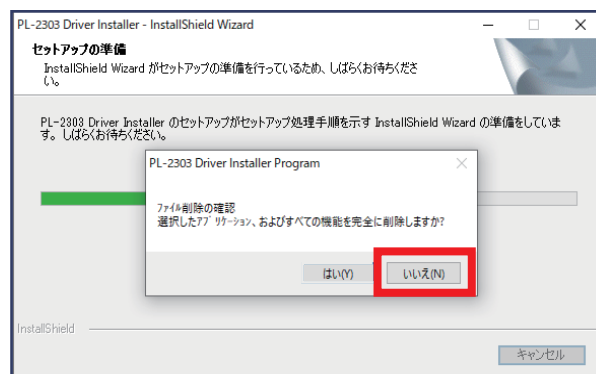 PL-2303 Driver Installer - InstallShield Wizard
セットアップの準備
InstallShield Wizard がセットアップの準備を行っているため、しばらくお待ちくださ
い。
PL-2303 Driver Installer のセットアップがセットアップ処理手順を示す InstallShield Wizard の準備をしていま
す。しばらくお待ちください。
PL-2303 Driver Installer Program
ファイル削除の確認
選択したアプリケーション、およびすべての機能を完全に削除しますか?
はい(Y)
いいえ(N)
InstallShield
キャンセル